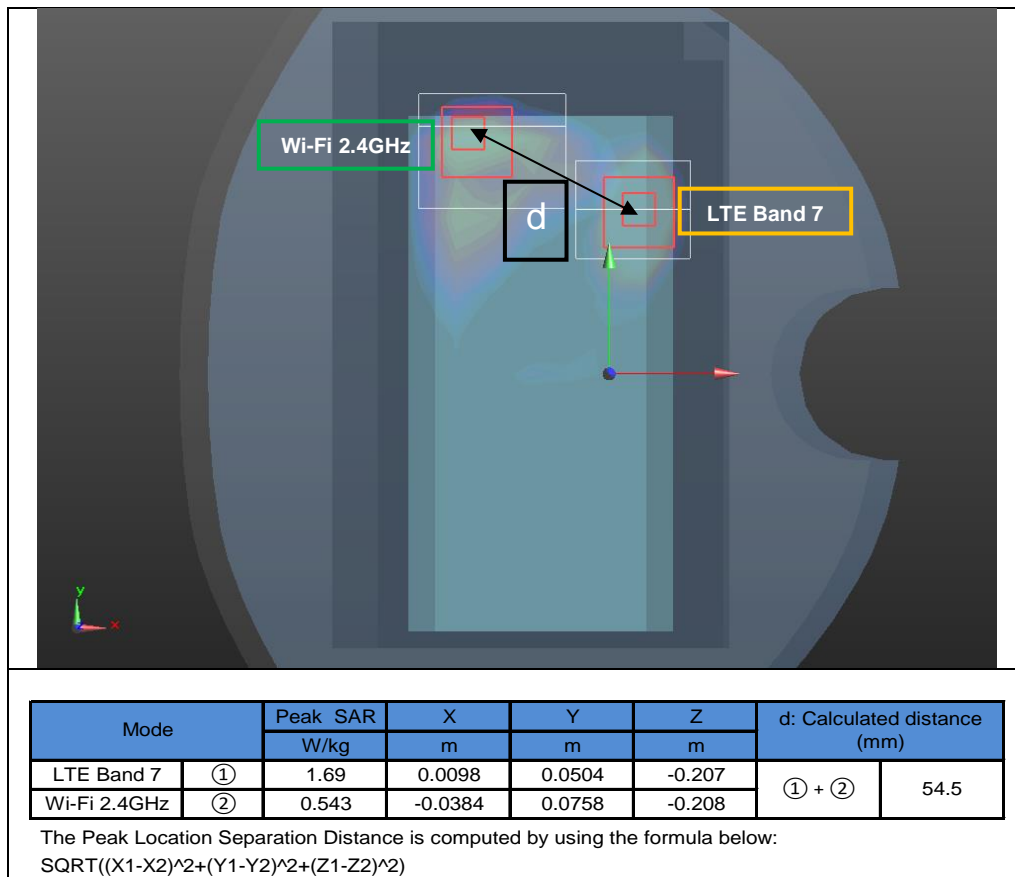 Wi-Fi 2.4GHz
LTE Band 7
d
y
x
Mode Peak SAR X Y Z d: Calculated distance (mm)
W/kg m m m
LTE Band 7 ① 1.69 0.0098 0.0504 -0.207 ① + ② 54.5
Wi-Fi 2.4GHz ② 0.543 -0.0384 0.0758 -0.208
The Peak Location Separation Distance is computed by using the formula below:
SQRT((X1-X2)^2+(Y1-Y2)^2+(Z1-Z2)^2)